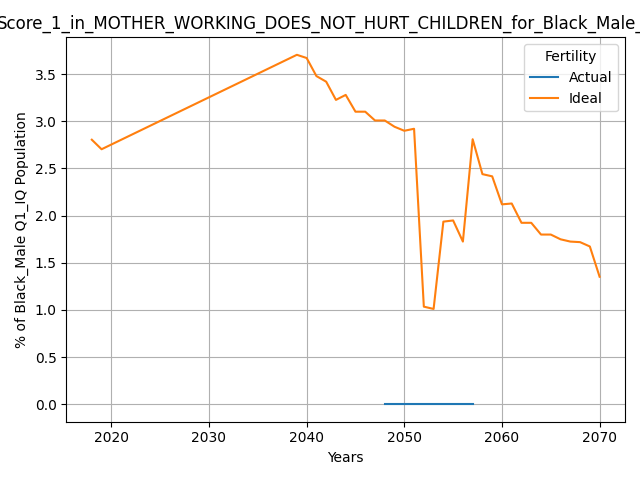 Score_1_in_MOTHER_WORKING_DOES_NOT_HURT_CHILDREN_for_Black_Male_
Fertility
Actual
Ideal
% of Black_Male Q1_IQ Population
3.5
3.0
2.5
2.0
1.5
1.0
0.5
0.0
2020 2030 2040 2050 2060 2070
Years